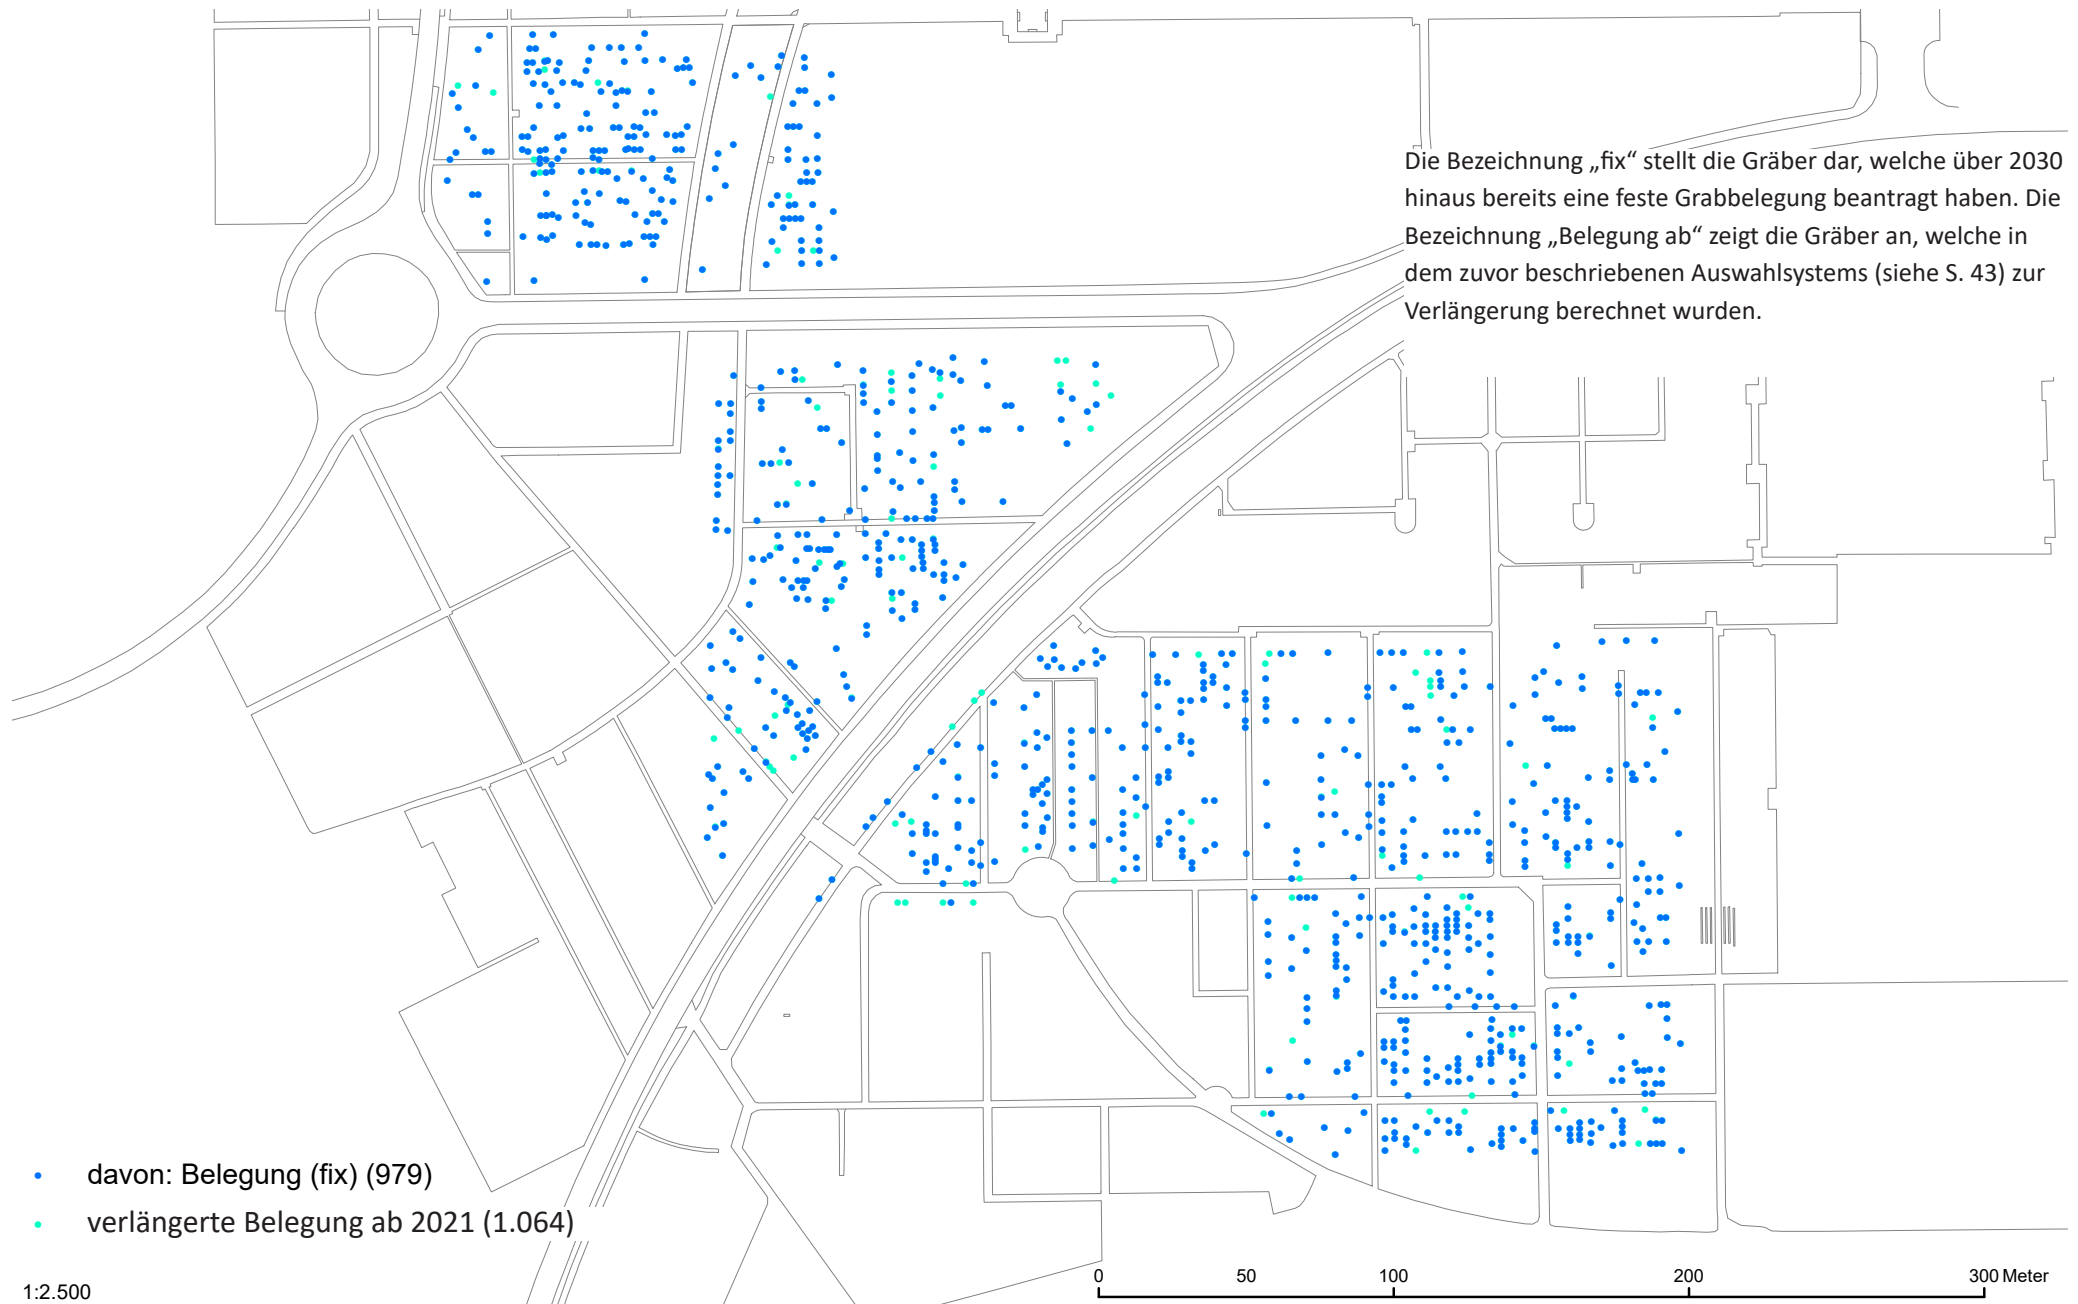 Die Bezeichnung „fix“ stellt die Gräber dar, welche über 2030
hinaus bereits eine feste Grabbelegung beantragt haben. Die
Bezeichnung „Belegung ab“ zeigt die Gräber an, welche in
dem zuvor beschriebenen Auswahlsystems (siehe S. 43) zur
Verlängerung berechnet wurden.
davon: Belegung (fix) (979)
verlängerte Belegung ab 2021 (1.064)
1:2.500
0 50 100 200 300 Meter